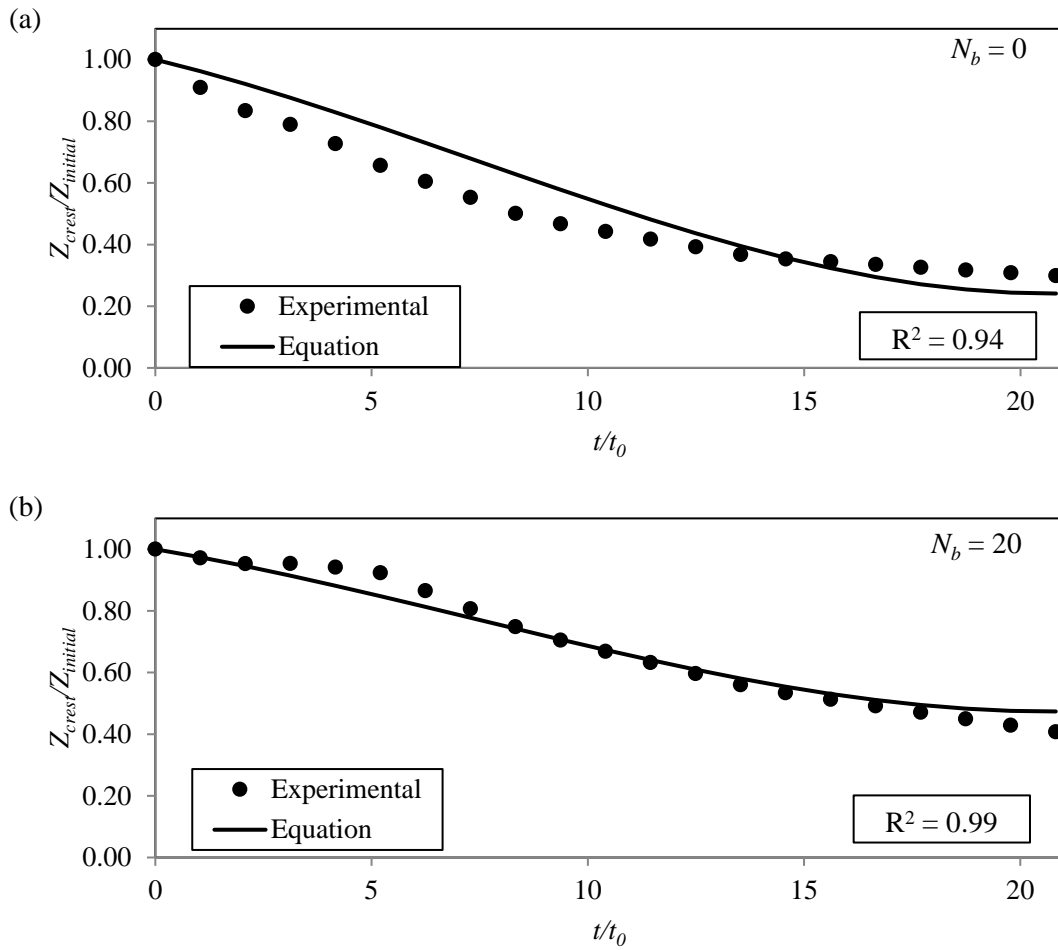 (a)
N_b = 0
1.00
0.80
0.60
0.40
0.20
0.00
Z_crest/Z_initial
Experimental
Equation
R² = 0.94
0 5 10 15 20
t/t_0
(b)
N_b = 20
1.00
0.80
0.60
0.40
0.20
0.00
Z_crest/Z_initial
Experimental
Equation
R² = 0.99
0 5 10 15 20
t/t_0